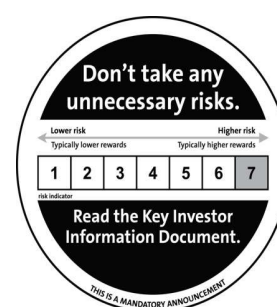 Don't take any
unnecessary risks.
Lower risk Higher risk
Typically lower rewards Typically higher rewards
1 2 3 4 5 6 7
risk indicator
Read the Key Investor
Information Document.
THIS IS A MANDATORY ANNOUNCEMENT